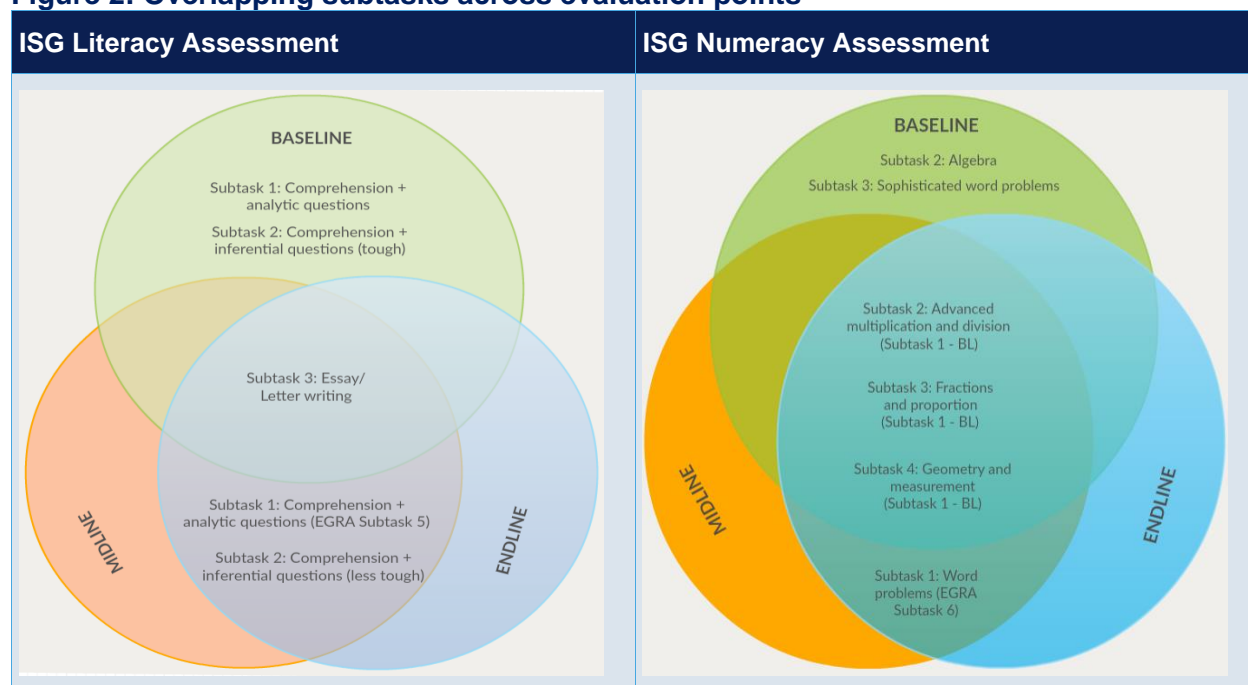 Figure 2: Overlapping subtasks across evaluation points
ISG Literacy Assessment
ISG Numeracy Assessment
BASELINE
Subtask 1: Comprehension +
analytic questions
Subtask 2: Comprehension +
inferential questions (tough)
Subtask 3: Essay/
Letter writing
Subtask 1: Comprehension +
analytic questions (EGRA Subtask 5)
Subtask 2: Comprehension +
inferential questions (less tough)
MIDLINE
ENDLINE
BASELINE
Subtask 2: Algebra
Subtask 3: Sophisticated word problems
Subtask 2: Advanced
multiplication and division
(Subtask 1 - BL)
Subtask 3: Fractions
and proportion
(Subtask 1 - BL)
Subtask 4: Geometry and
measurement
(Subtask 1 - BL)
Subtask 1: Word
problems (EGRA
Subtask 6)
MIDLINE
ENDLINE